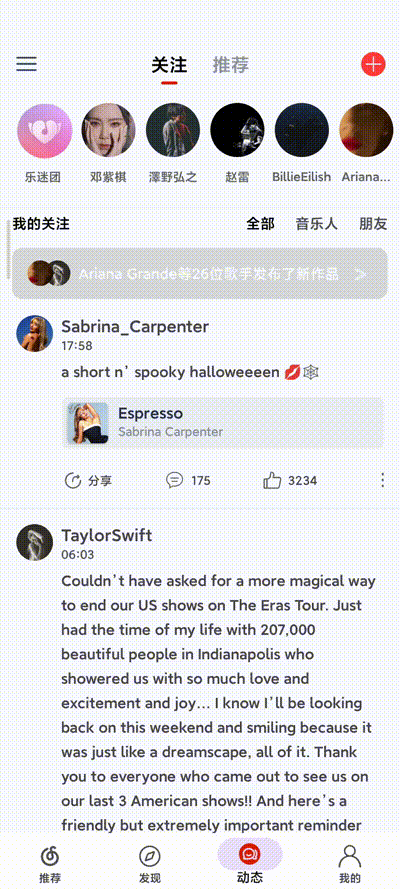 关注 推荐
乐迷团 邓紫棋 澤野弘之 赵雷 BillieEilish Ariana...
我的关注 全部 音乐人 朋友
Ariana Grande等26位歌手发布了新作品 >
Sabrina_Carpenter
17:58
a short n’ spooky halloweeeen 💋🕸️
Espresso
Sabrina Carpenter
分享 175 3234
TaylorSwift
06:03
Couldn’t have asked for a more magical way
to end our US shows on The Eras Tour. Just
had the time of my life with 207,000
beautiful people in Indianapolis who
showered us with so much love and
excitement and joy... I know I’ll be looking
back on this weekend and smiling because it
was just like a dreamscape, all of it. Thank
you to everyone who came out to see us on
our last 3 American shows!! And here’s a
friendly but extremely important reminder
推荐 发现 动态 我的